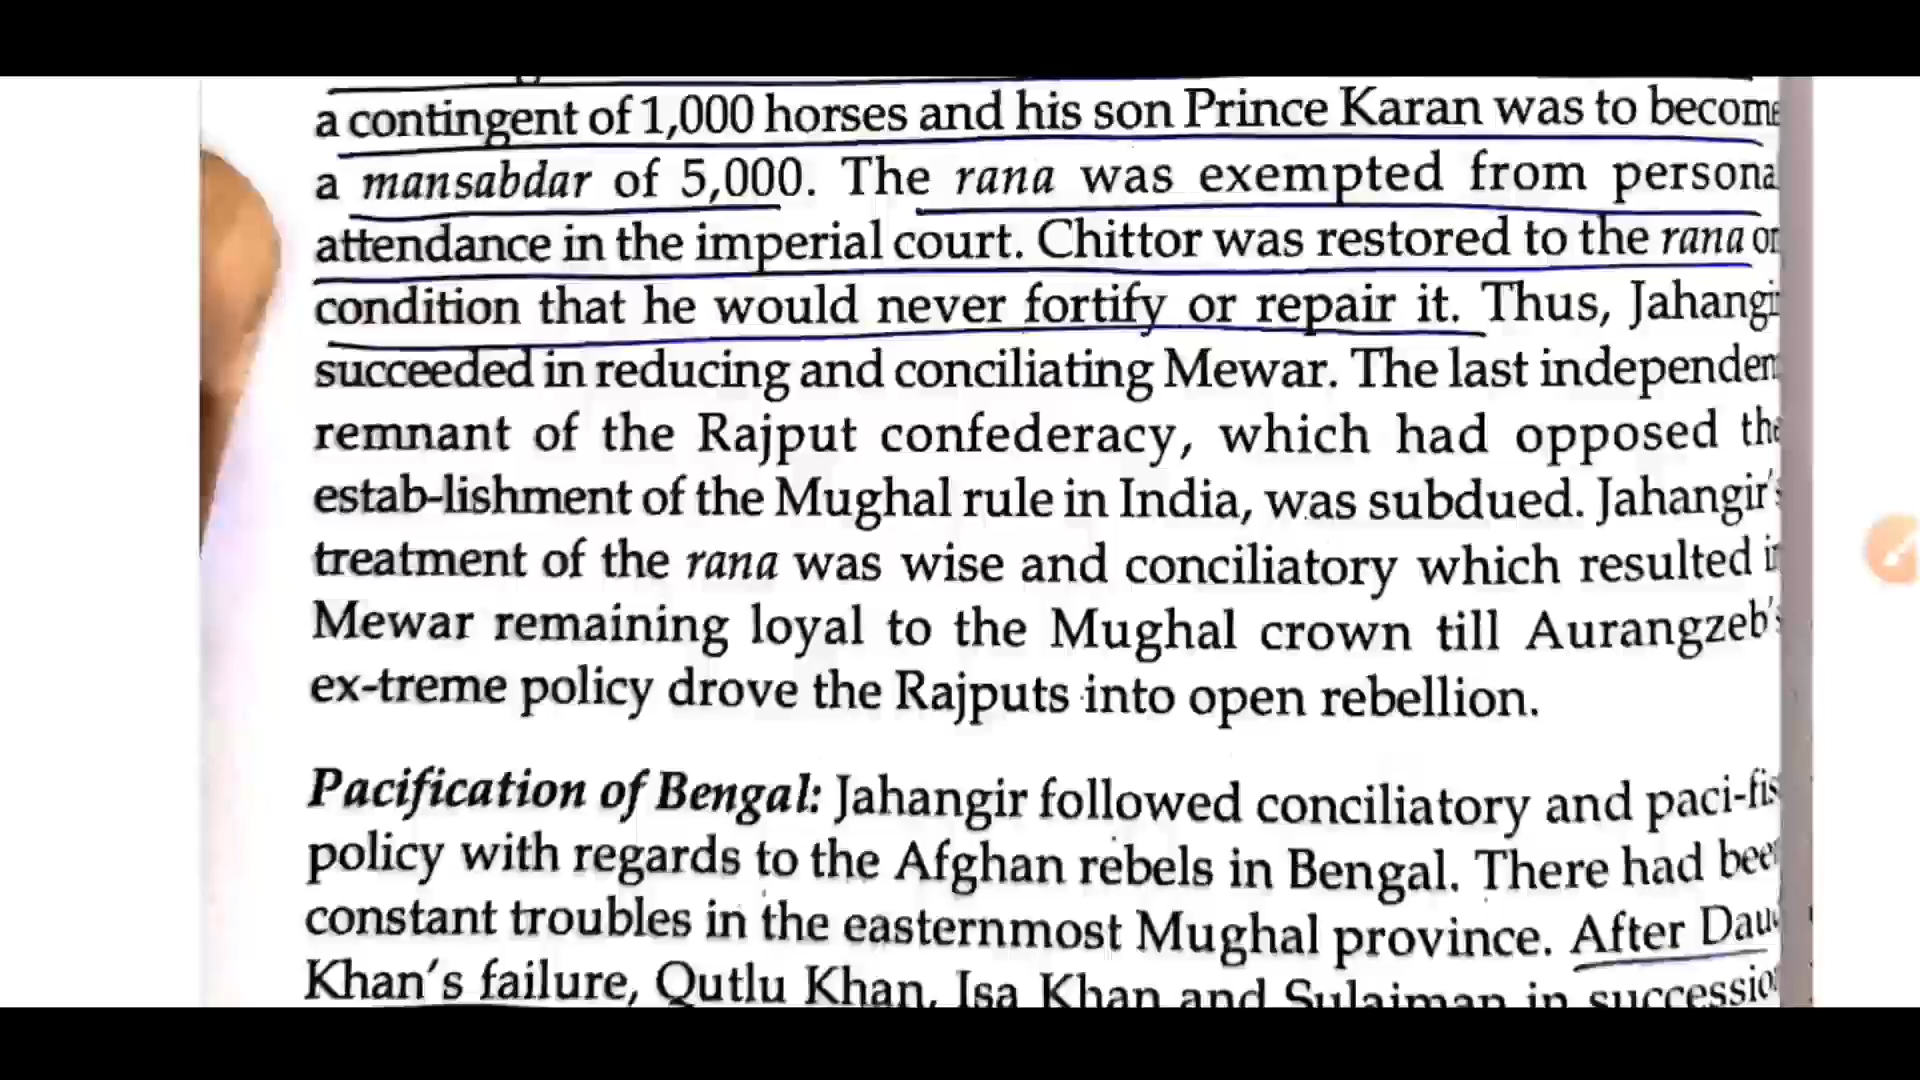 a contingent of 1,000 horses and his son Prince Karan was to become
a mansabdar of 5,000. The rana was exempted from persona
attendance in the imperial court. Chittor was restored to the rana on
condition that he would never fortify or repair it. Thus, Jahangi
succeeded in reducing and conciliating Mewar. The last independen
remnant of the Rajput confederacy, which had opposed the
estab-lishment of the Mughal rule in India, was subdued. Jahangir's
treatment of the rana was wise and conciliatory which resulted in
Mewar remaining loyal to the Mughal crown till Aurangzeb's
ex-treme policy drove the Rajputs into open rebellion.
Pacification of Bengal: Jahangir followed conciliatory and paci-fis
policy with regards to the Afghan rebels in Bengal. There had been
constant troubles in the easternmost Mughal province. After Dau
Khan's failure, Qutlu Khan, Isa Khan and Sulaiman in successio